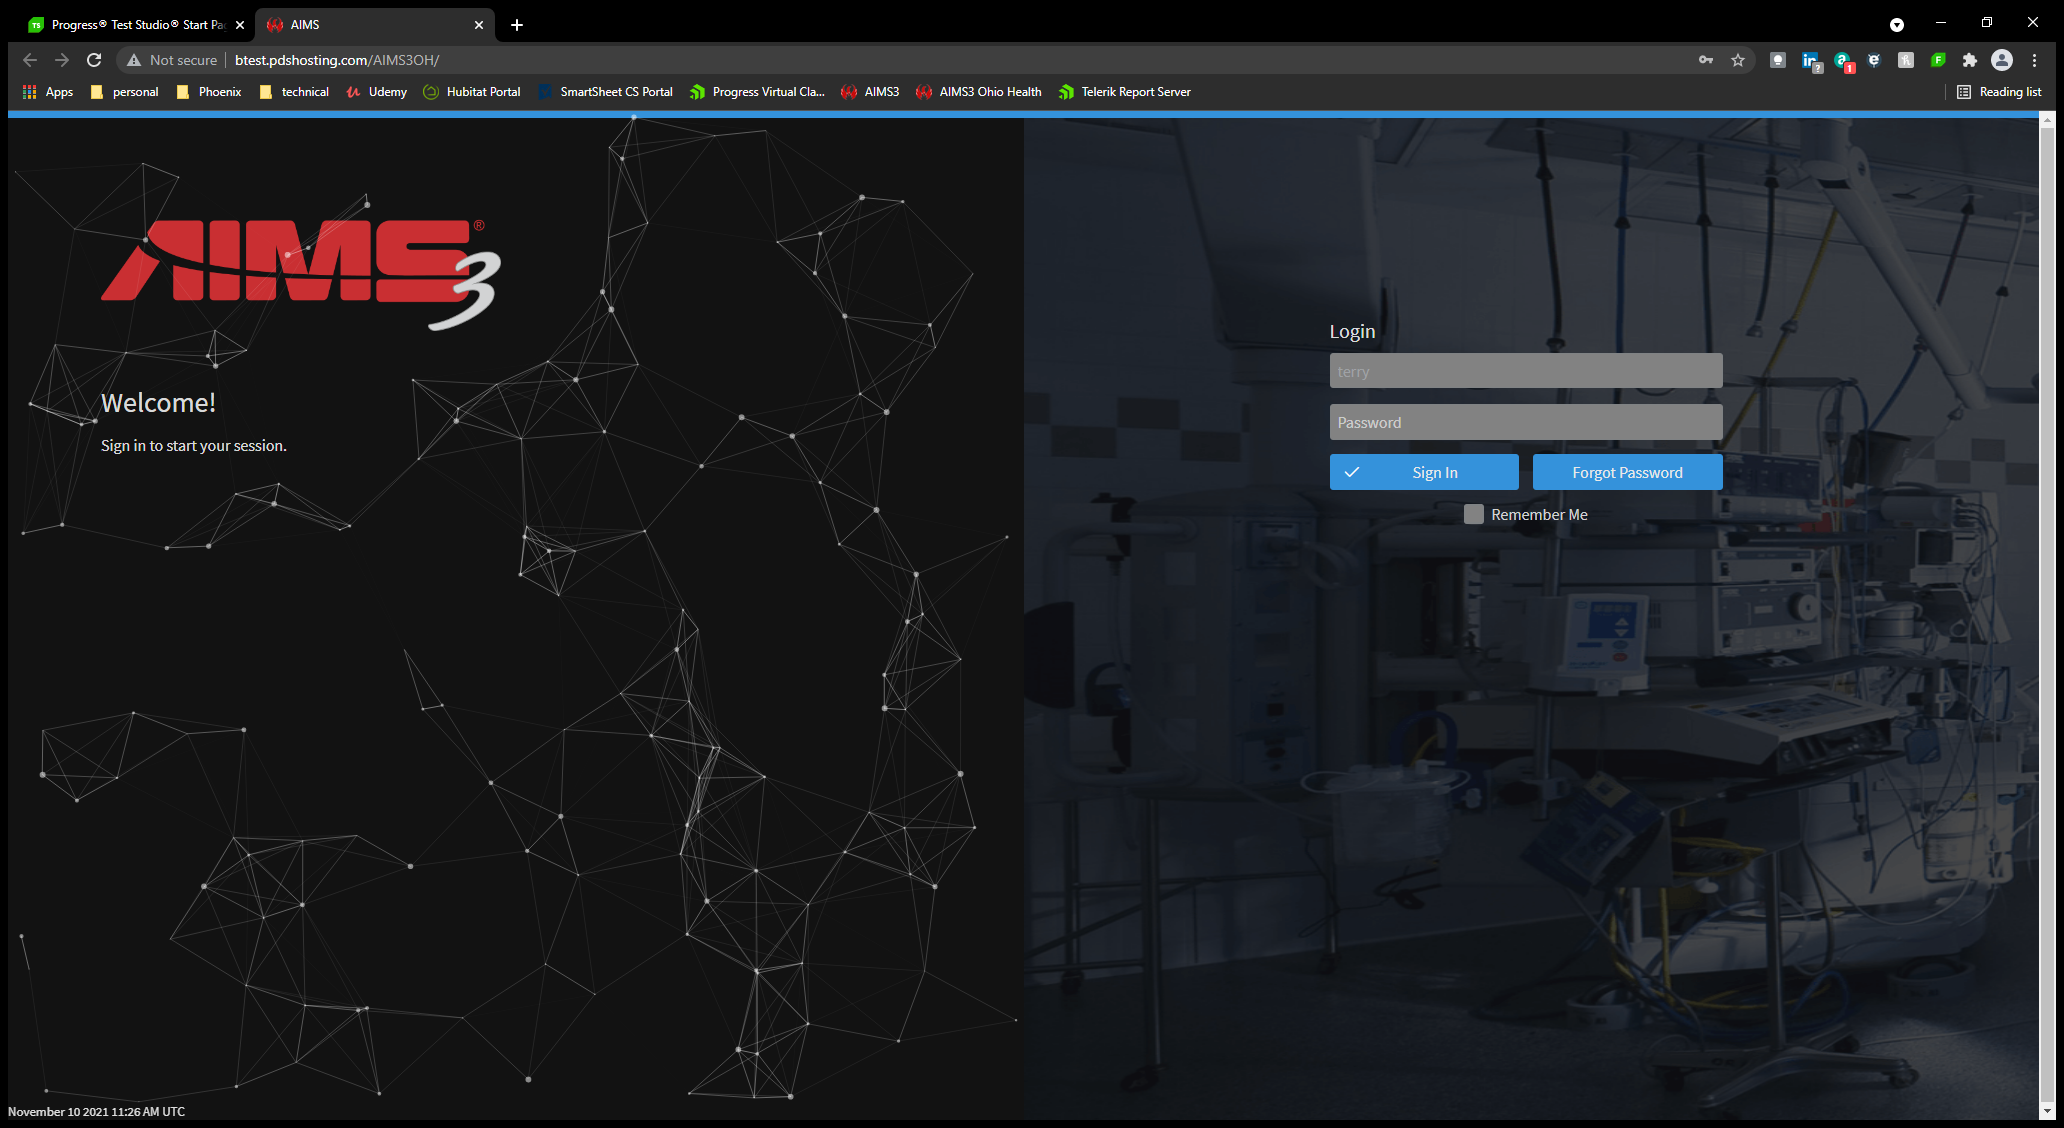 Progress® Test Studio® Start Pa
AIMS
Not secure
btest.pdshosting.com/AIMS3OH/
Apps
personal
Phoenix
technical
Udemy
Hubitat Portal
SmartSheet CS Portal
Progress Virtual Cla...
AIMS3
AIMS3 Ohio Health
Telerik Report Server
Reading list
AIMS®3
Welcome!
Sign in to start your session.
Login
terry
Password
Sign In
Forgot Password
Remember Me
November 10 2021 11:26 AM UTC